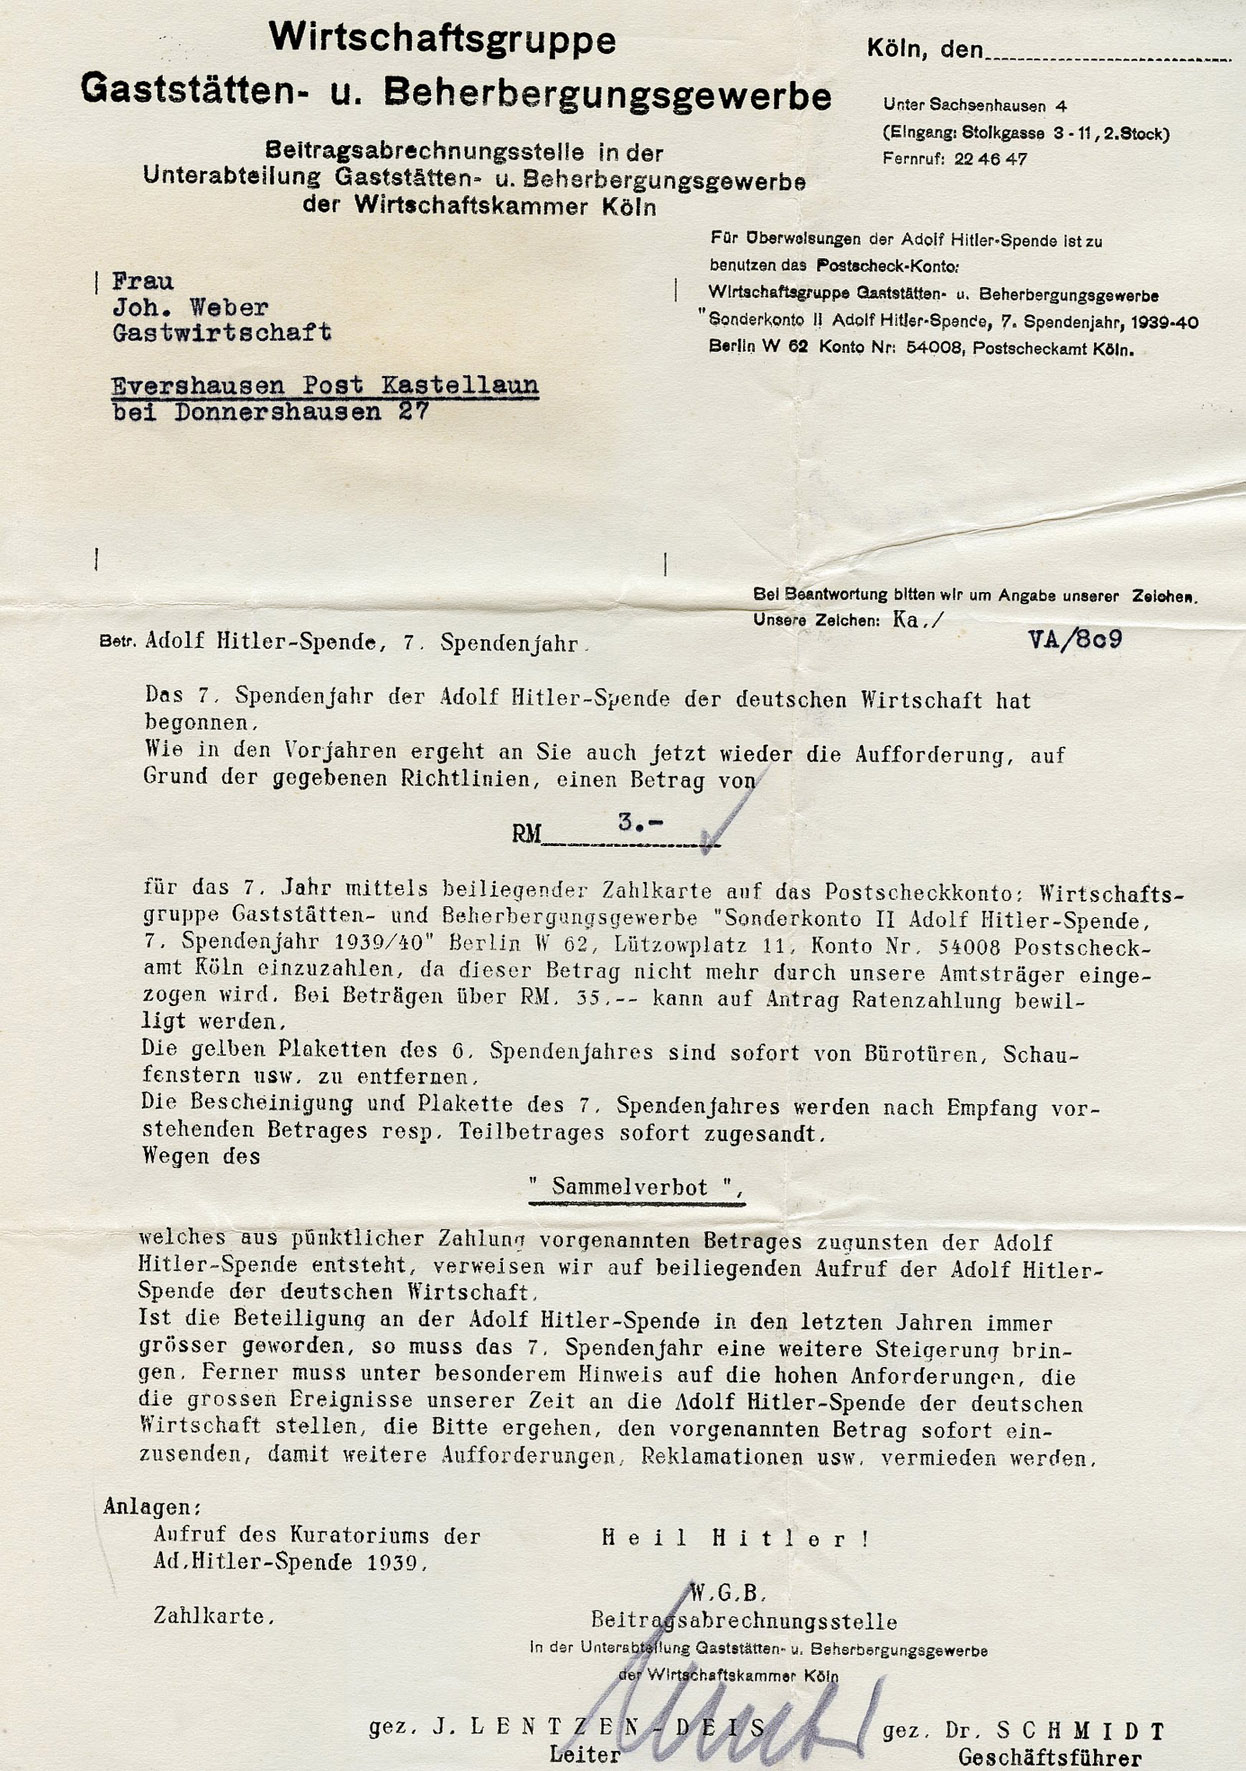 Wirtschaftsgruppe
Gaststätten- u. Beherbergungsgewerbe
Beitragsabrechnungsstelle in der
Unterabteilung Gaststätten- u. Beherbergungsgewerbe
der Wirtschaftskammer Köln
Köln, den
Unter Sachsenhausen 4
(Eingang: Stolkgasse 3-11, 2. Stock)
Fernruf: 22 46 47
Für Überweisungen der Adolf Hitler-Spende ist zu
benutzen das Postscheck-Konto:
Wirtschaftsgruppe Gaststätten- u. Beherbergungsgewerbe
"Sonderkonto II Adolf Hitler-Spende, 7. Spendenjahr, 1939-40
Berlin W 62 Konto Nr: 54008, Postscheckamt Köln.
Frau
Joh. Weber
Gastwirtschaft
Evershausen Post Kastellaun
bei Donnershausen 27
Bei Beantwortung bitten wir um Angabe unserer Zeichen.
Unsere Zeichen: Ka./
VA/809
Betr. Adolf Hitler-Spende, 7. Spendenjahr.
Das 7. Spendenjahr der Adolf Hitler-Spende der deutschen Wirtschaft hat
begonnen.
Wie in den Vorjahren ergeht an Sie auch jetzt wieder die Aufforderung, auf
Grund der gegebenen Richtlinien, einen Betrag von
RM 3.-
für das 7. Jahr mittels beiliegender Zahlkarte auf das Postscheckkonto: Wirtschafts-
gruppe Gaststätten- und Beherbergungsgewerbe "Sonderkonto II Adolf Hitler-Spende,
7. Spendenjahr 1939/40" Berlin W 62, Lützowplatz 11, Konto Nr. 54008 Postscheck-
amt Köln einzuzahlen, da dieser Betrag nicht mehr durch unsere Amtsträger einge-
zogen wird. Bei Beträgen über RM. 35.-- kann auf Antrag Ratenzahlung bewil-
ligt werden.
Die gelben Plaketten des 6. Spendenjahres sind sofort von Bürotüren, Schau-
fenstern usw. zu entfernen.
Die Bescheinigung und Plakette des 7. Spendenjahres werden nach Empfang vor-
stehenden Betrages resp. Teilbetrages sofort zugesandt.
Wegen des
" Sammelverbot ",
welches aus pünktlicher Zahlung vorgenannten Betrages zugunsten der Adolf
Hitler-Spende entsteht, verweisen wir auf beiliegenden Aufruf der Adolf Hitler-
Spende der deutschen Wirtschaft.
Ist die Beteiligung an der Adolf Hitler-Spende in den letzten Jahren immer
grösser geworden, so muss das 7. Spendenjahr eine weitere Steigerung brin-
gen. Ferner muss unter besonderem Hinweis auf die hohen Anforderungen, die
die grossen Ereignisse unserer Zeit an die Adolf Hitler-Spende der deutschen
Wirtschaft stellen, die Bitte ergehen, den vorgenannten Betrag sofort ein-
zusenden, damit weitere Aufforderungen, Reklamationen usw. vermieden werden.
Anlagen:
Aufruf des Kuratoriums der
Ad.Hitler-Spende 1939.
Zahlkarte.
Heil Hitler!
W.G.B.
Beitragsabrechnungsstelle
in der Unterabteilung Gaststätten- u. Beherbergungsgewerbe
der Wirtschaftskammer Köln
gez. J. LENTZEN-DEIS
Leiter
gez. Dr. SCHMIDT
Geschäftsführer